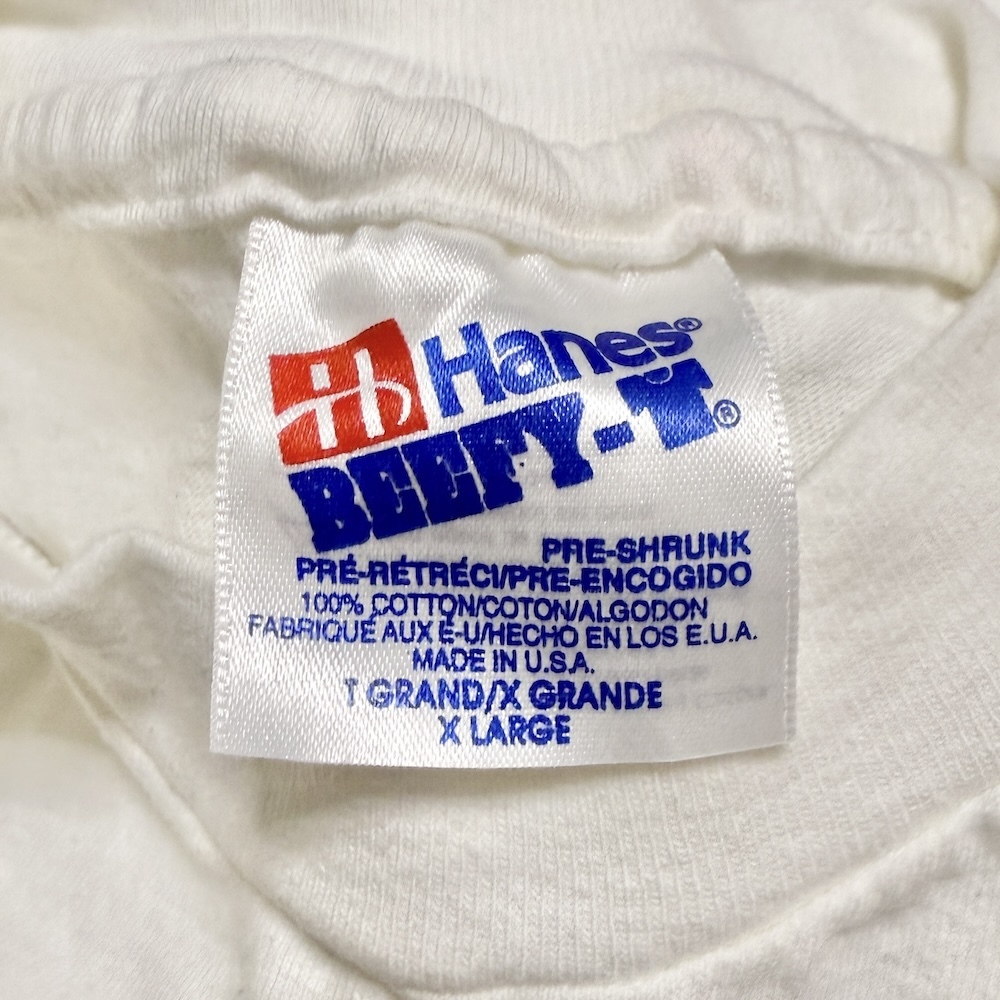 Hanes®
BEEFY-T®
PRE-SHRUNK
PRÉ-RÉTRÉCI/PRE-ENCOGIDO
100% COTTON/COTON/ALGODON
FABRIQUÉ AUX E-U/HECHO EN LOS E.U.A.
MADE IN U.S.A.
T GRAND/X GRANDE
X LARGE